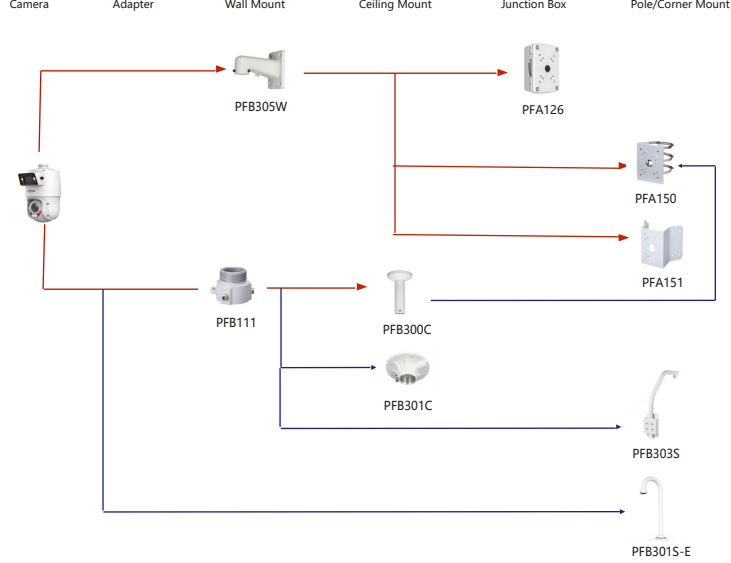 Camera Adapter Wall Mount Ceiling Mount Junction Box Pole/Corner Mount
PFB305W
PFA126
PFA150
PFA151
PFB111
PFB300C
PFB301C
PFB303S
PFB301S-E